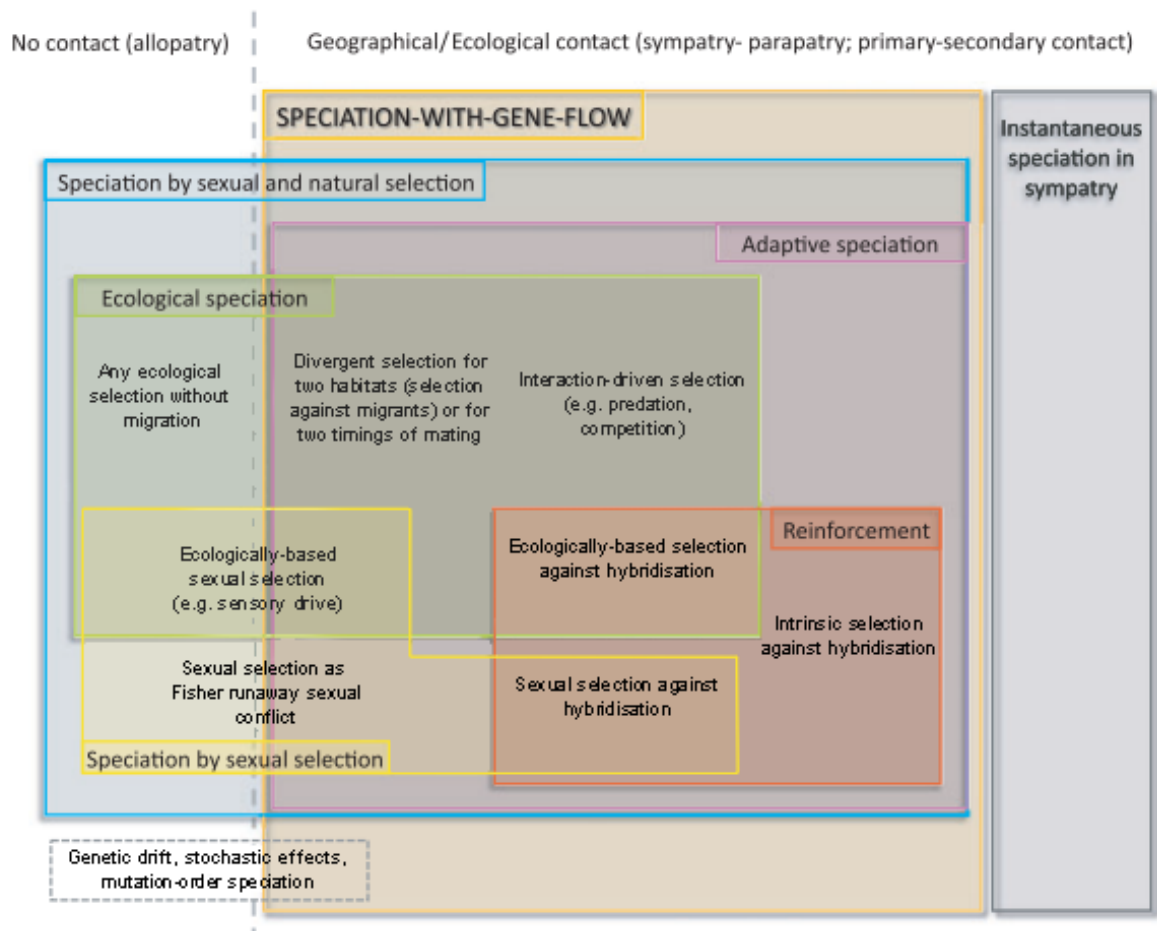 No contact (allopatry)
Geographical/Ecological contact (sympatry- parapatry; primary-secondary contact)
SPECIATION-WITH-GENE-FLOW
Instantaneous
speciation in
sympatry
Speciation by sexual and natural selection
Adaptive speciation
Ecological speciation
Any ecological
selection without
migration
Divergent selection for
two habitats (selection
against migrants) or for
two timings of mating
Interaction-driven selection
(e.g. predation,
competition)
Reinforcement
Ecologically-based
sexual selection
(e.g. sensory drive)
Ecologically-based selection
against hybridisation
Intrinsic selection
against hybridisation
Sexual selection as
Fisher runaway sexual
conflict
Sexual selection against
hybridisation
Speciation by sexual selection
Genetic drift, stochastic effects,
mutation-order speciation